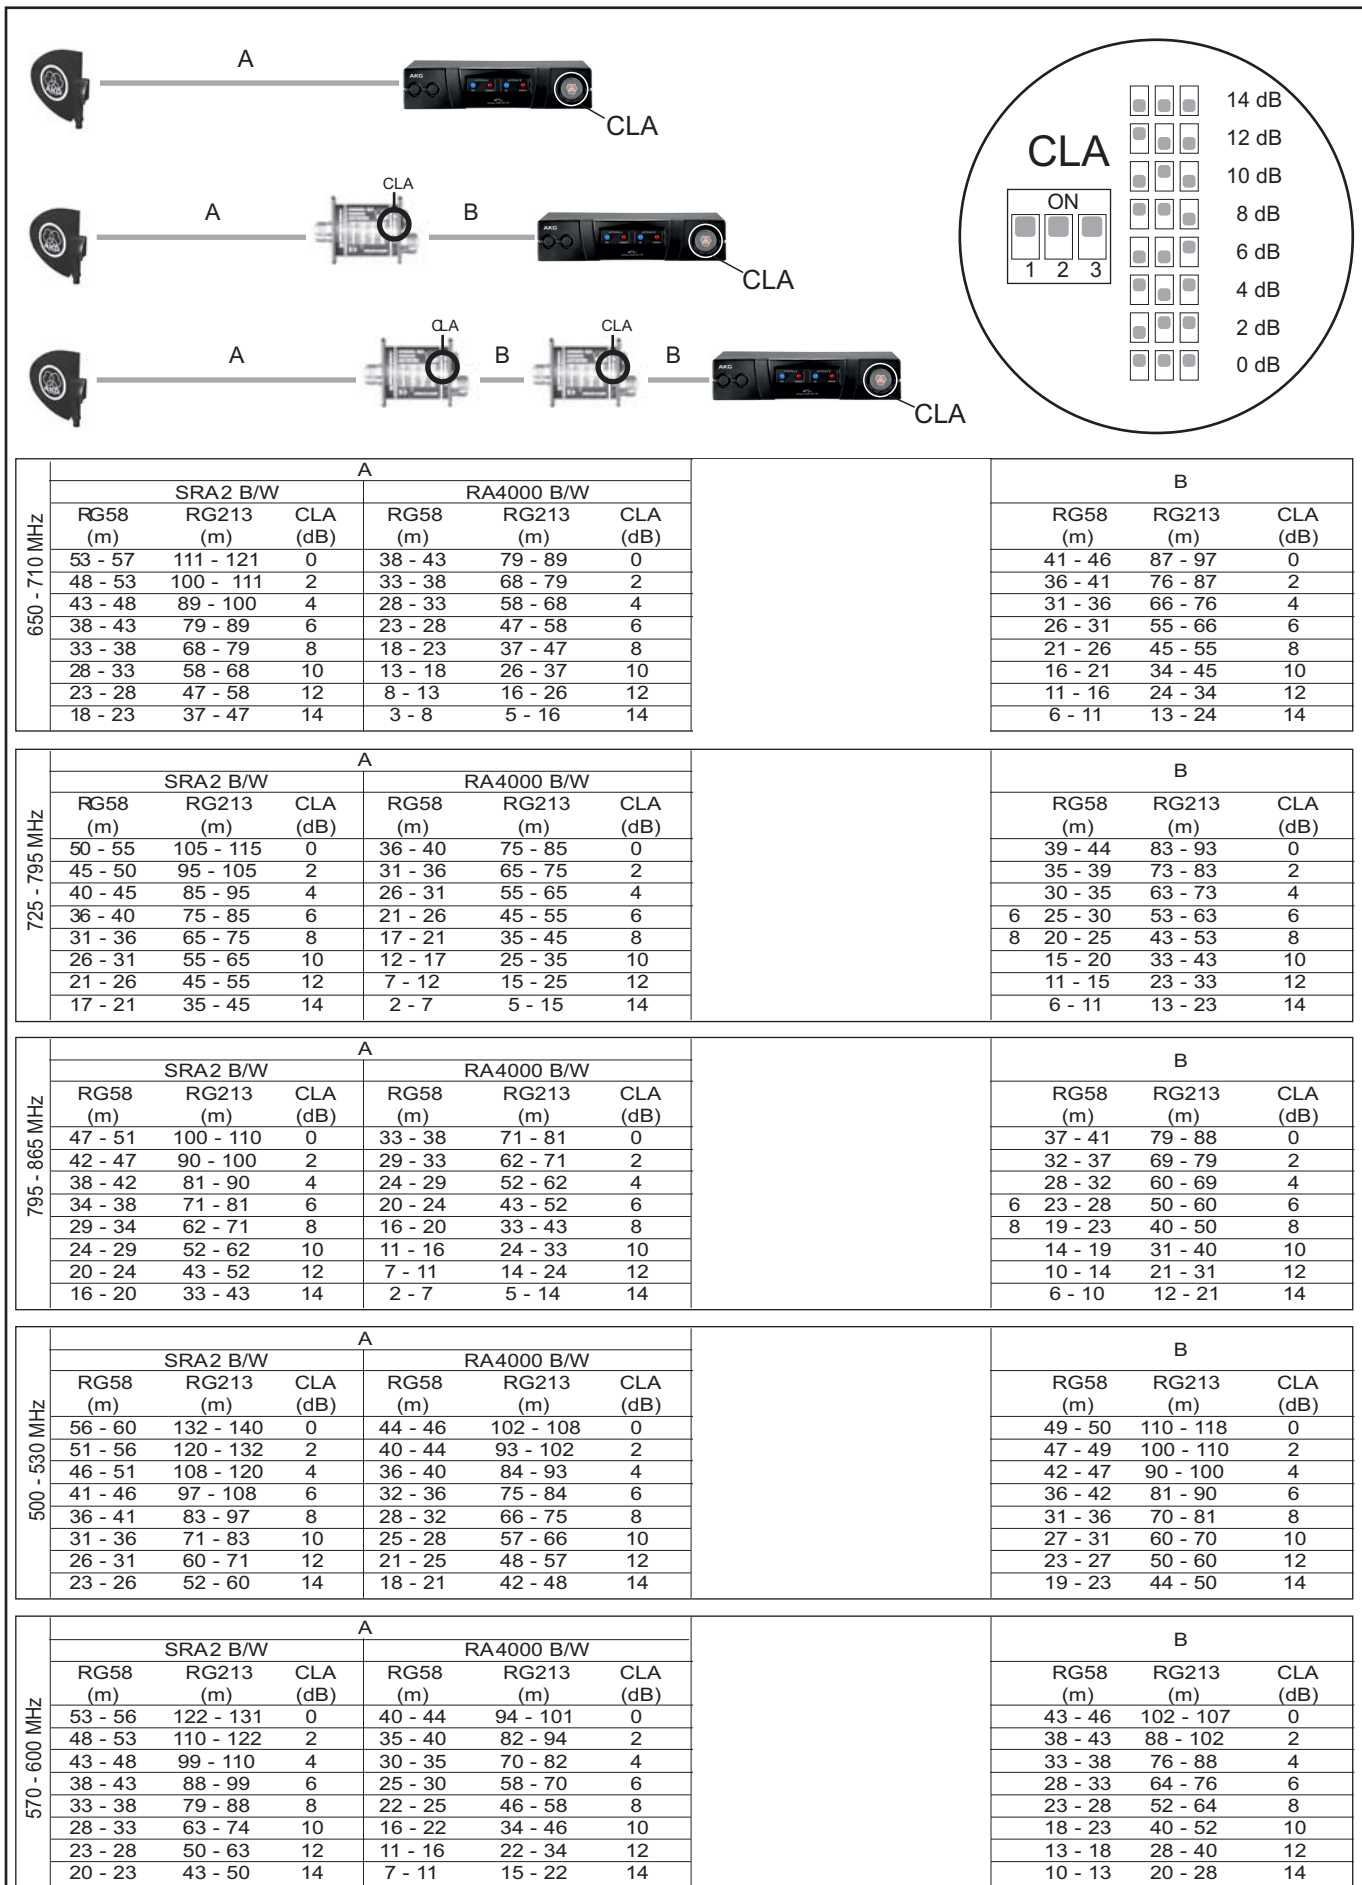 A
CLA
A
CLA
B
CLA
A
CLA
B
CLA
B
CLA
CLA
ON
1 2 3
14 dB
12 dB
10 dB
8 dB
6 dB
4 dB
2 dB
0 dB
650 - 710 MHz
A B
SRA2 B/W RA4000 B/W
RG58 RG213 CLA RG58 RG213 CLA RG58 RG213 CLA
(m) (m) (dB) (m) (m) (dB) (m) (m) (dB)
53 - 57 111 - 121 0 38 - 43 79 - 89 0 41 - 46 87 - 97 0
48 - 53 100 - 111 2 33 - 38 68 - 79 2 36 - 41 76 - 87 2
43 - 48 89 - 100 4 28 - 33 58 - 68 4 31 - 36 66 - 76 4
38 - 43 79 - 89 6 23 - 28 47 - 58 6 26 - 31 55 - 66 6
33 - 38 68 - 79 8 18 - 23 37 - 47 8 21 - 26 45 - 55 8
28 - 33 58 - 68 10 13 - 18 26 - 37 10 16 - 21 34 - 45 10
23 - 28 47 - 58 12 8 - 13 16 - 26 12 11 - 16 24 - 34 12
18 - 23 37 - 47 14 3 - 8 5 - 16 14 6 - 11 13 - 24 14
725 - 795 MHz
A B
SRA2 B/W RA4000 B/W
RG58 RG213 CLA RG58 RG213 CLA RG58 RG213 CLA
(m) (m) (dB) (m) (m) (dB) (m) (m) (dB)
50 - 55 105 - 115 0 36 - 40 75 - 85 0 39 - 44 83 - 93 0
45 - 50 95 - 105 2 31 - 36 65 - 75 2 35 - 39 73 - 83 2
40 - 45 85 - 95 4 26 - 31 55 - 65 4 30 - 35 63 - 73 4
36 - 40 75 - 85 6 21 - 26 45 - 55 6 6 25 - 30 53 - 63 6
31 - 36 65 - 75 8 17 - 21 35 - 45 8 8 20 - 25 43 - 53 8
26 - 31 55 - 65 10 12 - 17 25 - 35 10 15 - 20 33 - 43 10
21 - 26 45 - 55 12 7 - 12 15 - 25 12 11 - 15 23 - 33 12
17 - 21 35 - 45 14 2 - 7 5 - 15 14 6 - 11 13 - 23 14
795 - 865 MHz
A B
SRA2 B/W RA4000 B/W
RG58 RG213 CLA RG58 RG213 CLA RG58 RG213 CLA
(m) (m) (dB) (m) (m) (dB) (m) (m) (dB)
47 - 51 100 - 110 0 33 - 38 71 - 81 0 37 - 41 79 - 88 0
42 - 47 90 - 100 2 29 - 33 62 - 71 2 32 - 37 69 - 79 2
38 - 42 81 - 90 4 24 - 29 52 - 62 4 28 - 32 60 - 69 4
34 - 38 71 - 81 6 20 - 24 43 - 52 6 6 23 - 28 50 - 60 6
29 - 34 62 - 71 8 16 - 20 33 - 43 8 8 19 - 23 40 - 50 8
24 - 29 52 - 62 10 11 - 16 24 - 33 10 14 - 19 31 - 40 10
20 - 24 43 - 52 12 7 - 11 14 - 24 12 10 - 14 21 - 31 12
16 - 20 33 - 43 14 2 - 7 5 - 14 14 6 - 10 12 - 21 14
500 - 530 MHz
A B
SRA2 B/W RA4000 B/W
RG58 RG213 CLA RG58 RG213 CLA RG58 RG213 CLA
(m) (m) (dB) (m) (m) (dB) (m) (m) (dB)
56 - 60 132 - 140 0 44 - 46 102 - 108 0 49 - 50 110 - 118 0
51 - 56 120 - 132 2 40 - 44 93 - 102 2 47 - 49 100 - 110 2
46 - 51 108 - 120 4 36 - 40 84 - 93 4 42 - 47 90 - 100 4
41 - 46 97 - 108 6 32 - 36 75 - 84 6 36 - 42 81 - 90 6
36 - 41 83 - 97 8 28 - 32 66 - 75 8 31 - 36 70 - 81 8
31 - 36 71 - 83 10 25 - 28 57 - 66 10 27 - 31 60 - 70 10
26 - 31 60 - 71 12 21 - 25 48 - 57 12 23 - 27 50 - 60 12
23 - 26 52 - 60 14 18 - 21 42 - 48 14 19 - 23 44 - 50 14
570 - 600 MHz
A B
SRA2 B/W RA4000 B/W
RG58 RG213 CLA RG58 RG213 CLA RG58 RG213 CLA
(m) (m) (dB) (m) (m) (dB) (m) (m) (dB)
53 - 56 122 - 131 0 40 - 44 94 - 101 0 43 - 46 102 - 107 0
48 - 53 110 - 122 2 35 - 40 82 - 94 2 38 - 43 88 - 102 2
43 - 48 99 - 110 4 30 - 35 70 - 82 4 33 - 38 76 - 88 4
38 - 43 88 - 99 6 25 - 30 58 - 70 6 28 - 33 64 - 76 6
33 - 38 79 - 88 8 22 - 25 46 - 58 8 23 - 28 52 - 64 8
28 - 33 63 - 74 10 16 - 22 34 - 46 10 18 - 23 40 - 52 10
23 - 28 50 - 63 12 11 - 16 22 - 34 12 13 - 18 28 - 40 12
20 - 23 43 - 50 14 7 - 11 15 - 22 14 10 - 13 20 - 28 14